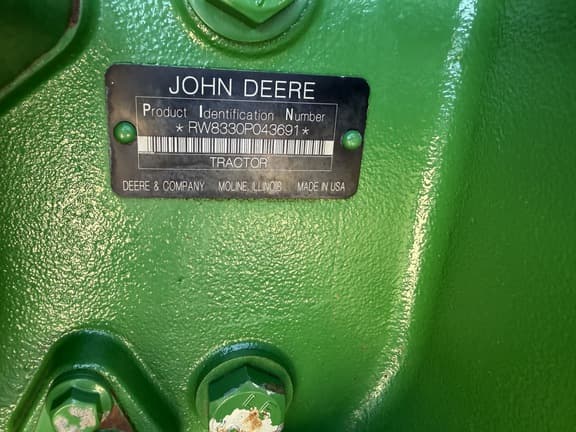 JOHN DEERE
Product Identification Number
*RW8330P043691*
TRACTOR
DEERE & COMPANY MOLINE, ILLINOIS MADE IN USA